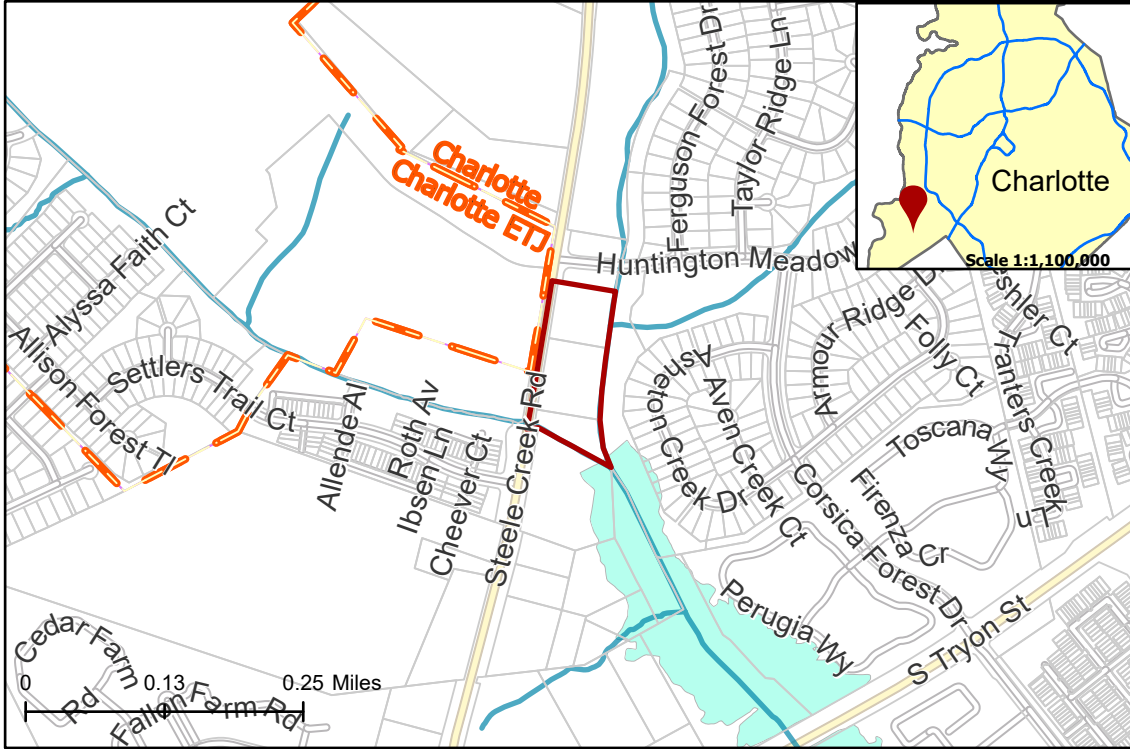 Ferguson Forest Dr
Taylor Ridge Ln
Charlotte
Scale 1:1,100,000
Charlotte
Charlotte ETJ
Huntington Meadow
Alyssa Faith Ct
Allison Forest Tl
Settlers Trail Ct
Allende Al
Roth Av
Ibsen Ln
Cheever Ct
Steele Creek Rd
Asheton Creek Dr
Aven Creek Ct
Armour Ridge D
Folly Ct
eshler Ct
Tranters Creek Ln
Toscana Wy
Firenza Cr
Corsica Forest Dr
Perugia Wy
S Tryon St
Cedar Farm Rd
Fallon Farm Rd
0 0.13 0.25 Miles